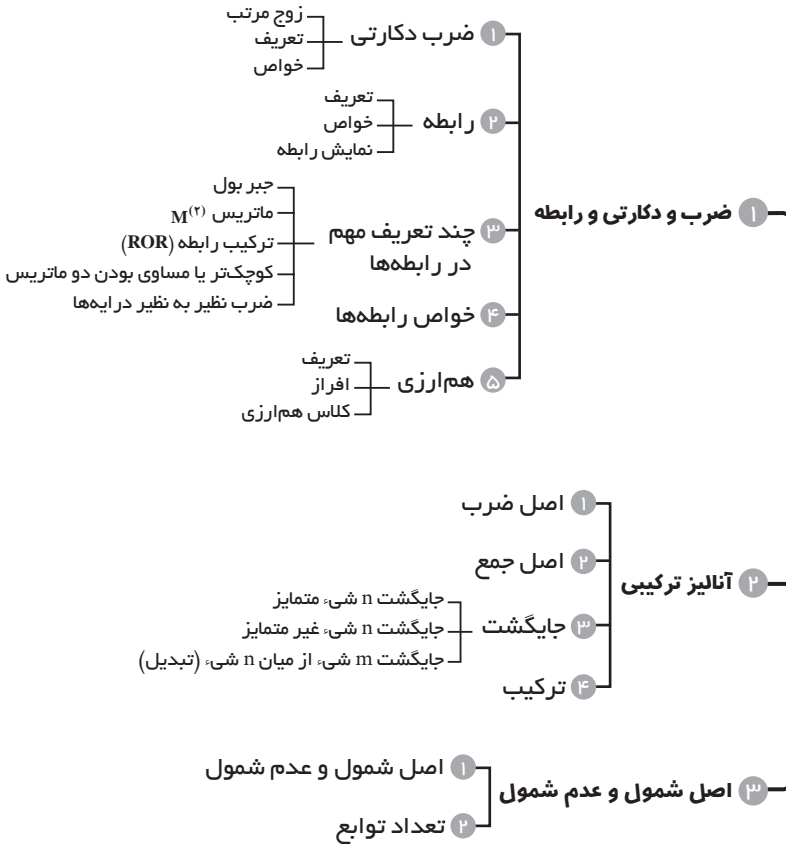 ۱ ضرب و دکارتی و رابطه
۱ ضرب دکارتی
زوج مرتب
تعریف
خواص
۲ رابطه
تعریف
خواص
نمایش رابطه
۳ چند تعریف مهم
در رابطه‌ها
جبر بول
ماتریس M⁽²⁾
ترکیب رابطه (ROR)
کوچک‌تر یا مساوی بودن دو ماتریس
ضرب نظیر به نظیر درایه‌ها
۴ خواص رابطه‌ها
۵ هم‌ارزی
تعریف
افراز
کلاس هم‌ارزی
۲ آنالیز ترکیبی
۱ اصل ضرب
۲ اصل جمع
۳ جایگشت
جایگشت n شیء متمایز
جایگشت n شیء غیر متمایز
جایگشت m شیء از میان n شیء (تبدیل)
۴ ترکیب
۳ اصل شمول و عدم شمول
۱ اصل شمول و عدم شمول
۲ تعداد توابع